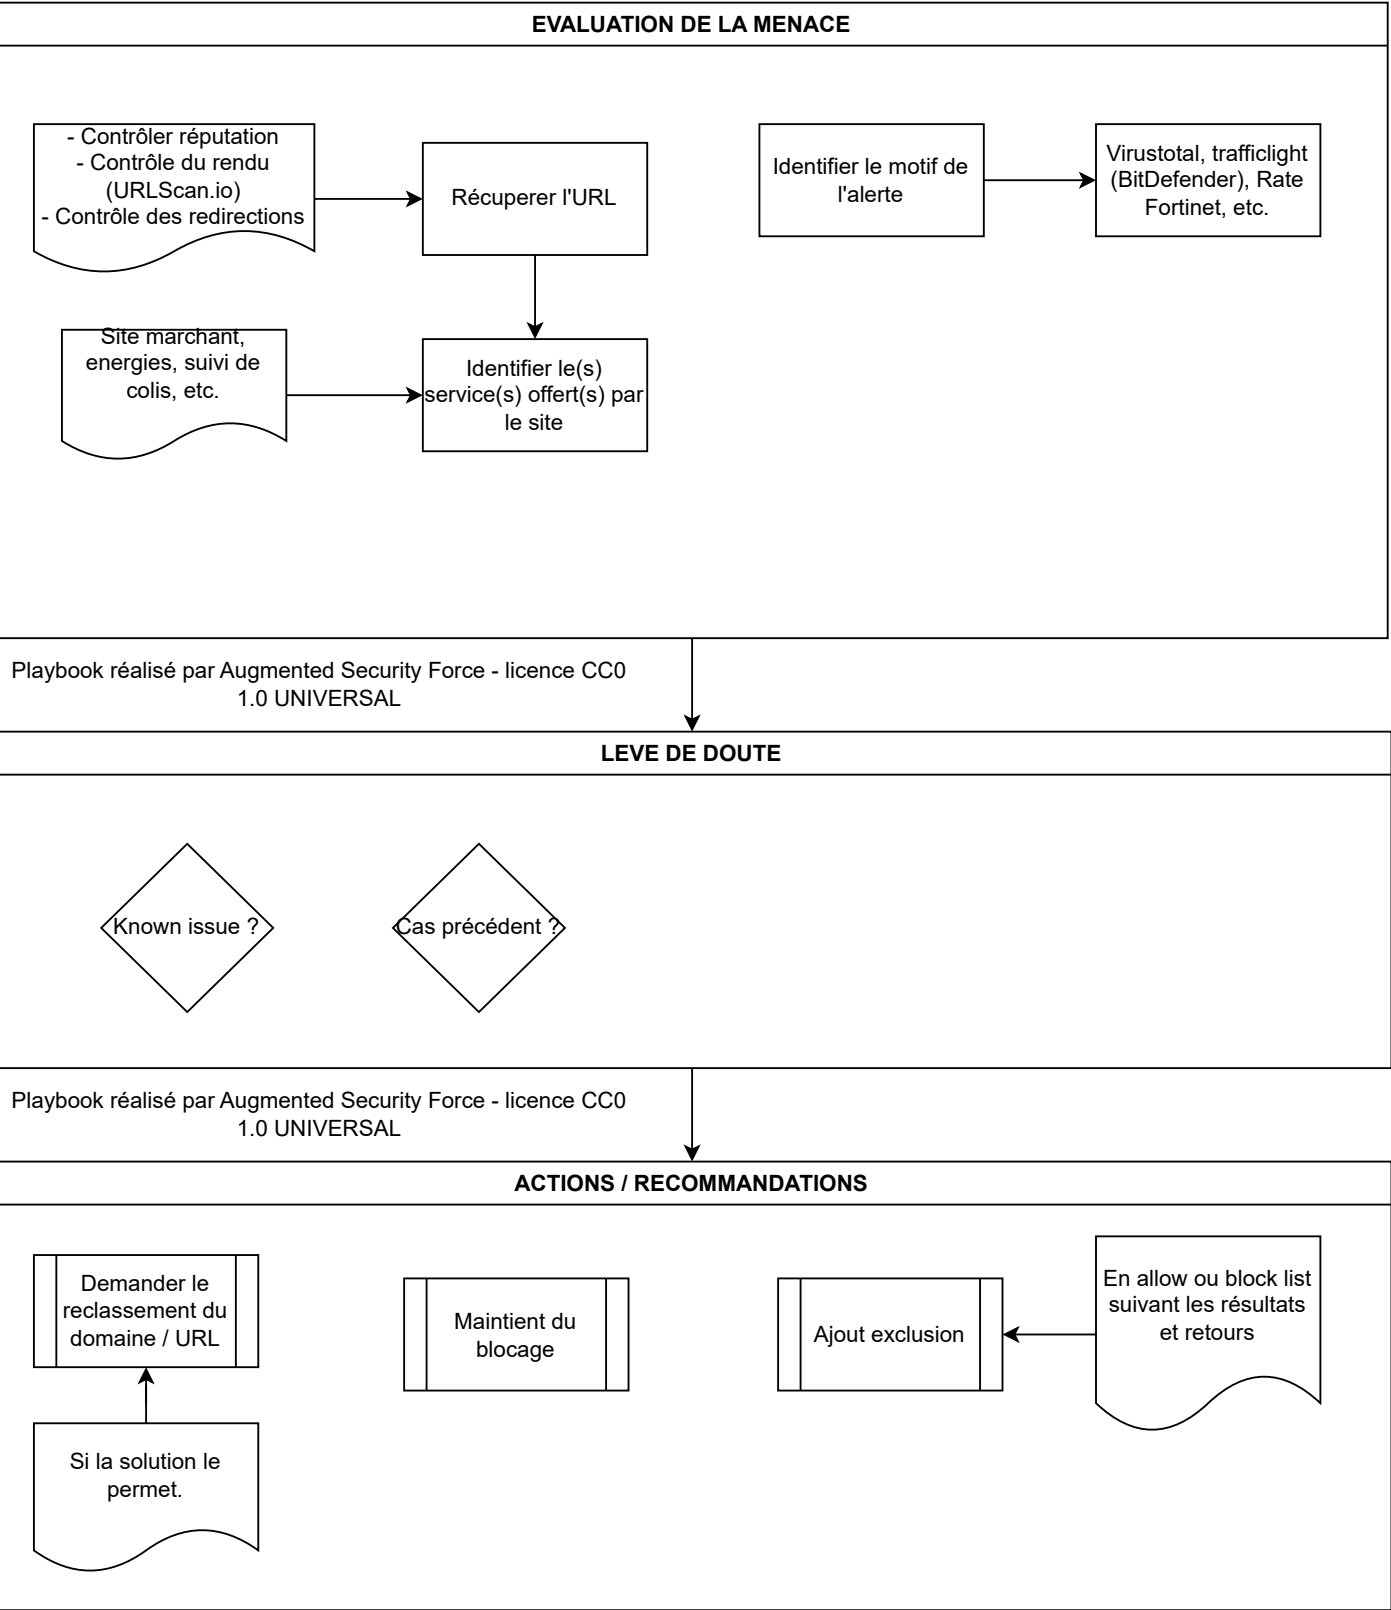 EVALUATION DE LA MENACE
- Contrôler réputation
- Contrôle du rendu
(URLScan.io)
- Contrôle des redirections
Récuperer l'URL
Identifier le motif de
l'alerte
Virustotal, trafficlight
(BitDefender), Rate
Fortinet, etc.
Site marchant,
energies, suivi de
colis, etc.
Identifier le(s)
service(s) offert(s) par
le site
Playbook réalisé par Augmented Security Force - licence CC0
1.0 UNIVERSAL
LEVE DE DOUTE
Known issue ?
Cas précédent ?
Playbook réalisé par Augmented Security Force - licence CC0
1.0 UNIVERSAL
ACTIONS / RECOMMANDATIONS
Demander le
reclassement du
domaine / URL
Maintient du
blocage
Ajout exclusion
En allow ou block list
suivant les résultats
et retours
Si la solution le
permet.